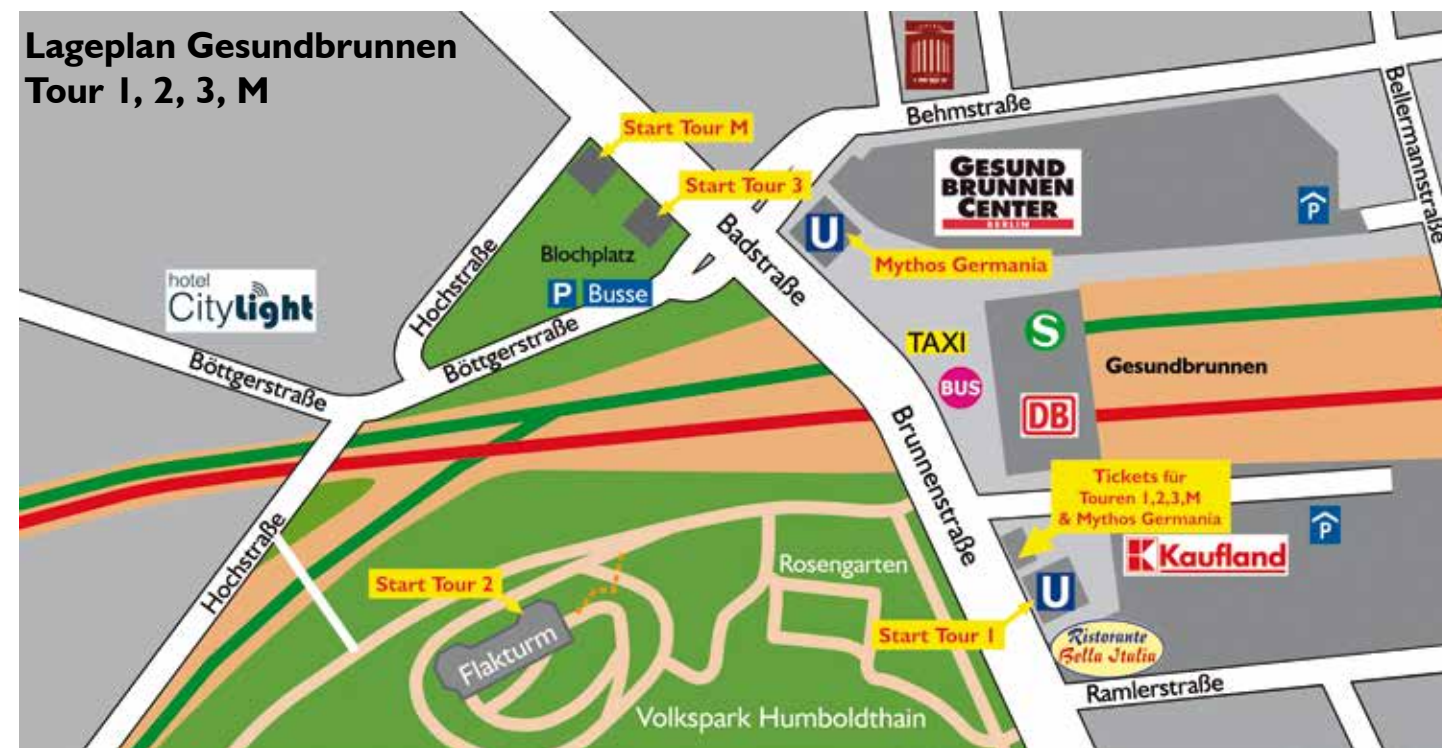 Lageplan Gesundbrunnen
Tour 1, 2, 3, M
Behmstraße
Bellermannstraße
Start Tour M
Start Tour 3
GESUND
BRUNNEN
CENTER
BERLIN
P
U
Mythos Germania
Badstraße
Blochplatz
P Busse
Hochstraße
hotel
Citylight
Böttgerstraße
Böttgerstraße
TAXI
S
BUS
Gesundbrunnen
DB
Brunnenstraße
Tickets für
Touren 1,2,3,M
& Mythos Germania
P
Kaufland
Hochstraße
Rosengarten
Start Tour 2
Flakturm
U
Start Tour 1
Ristorante
Bella Italia
Ramlerstraße
Volkspark Humboldthain